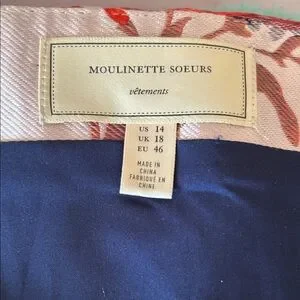 MOULINETTE SOEURS
vêtements
US 14
UK 18
EU 46
MADE IN
CHINA
FABRIQUÉ EN
CHINE